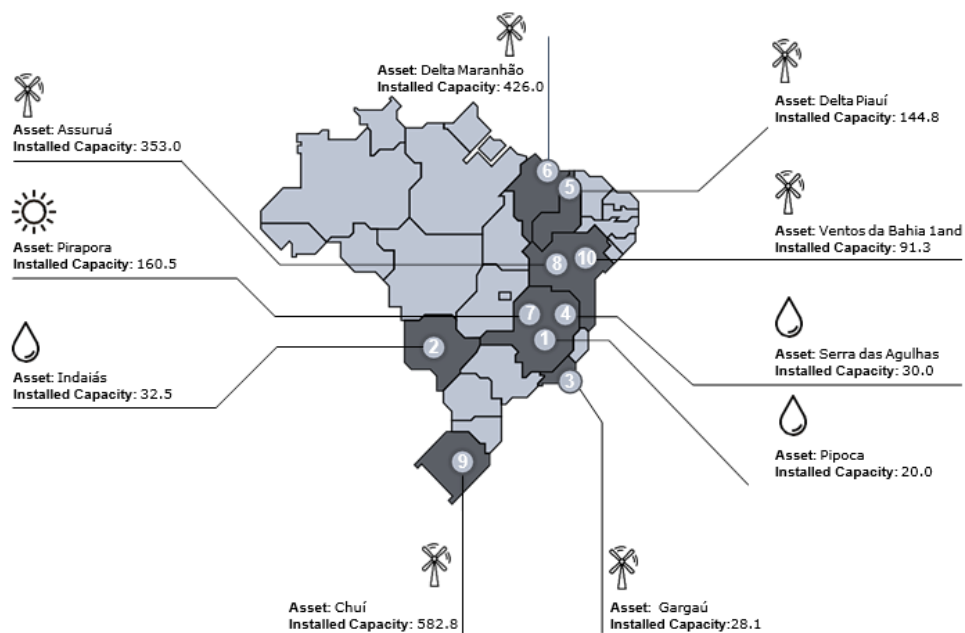 Asset: Delta Maranhão
Installed Capacity: 426.0
Asset: Delta Piauí
Installed Capacity: 144.8
Asset: Assuruá
Installed Capacity: 353.0
Asset: Ventos da Bahia 1and
Installed Capacity: 91.3
Asset: Pirapora
Installed Capacity: 160.5
Asset: Serra das Agulhas
Installed Capacity: 30.0
Asset: Indaiás
Installed Capacity: 32.5
Asset: Pipoca
Installed Capacity: 20.0
6
5
8
10
7
4
1
2
3
9
Asset: Chuí
Installed Capacity: 582.8
Asset: Gargaú
Installed Capacity:28.1